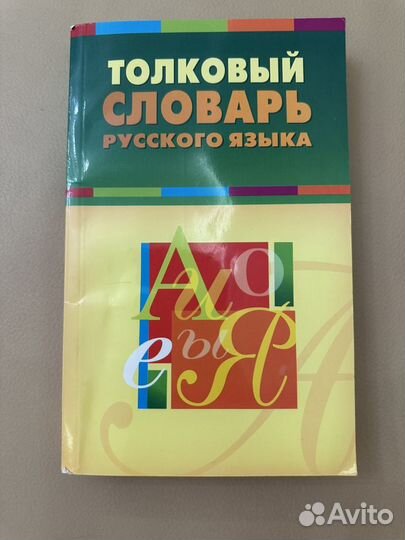 ТОЛКОВЫЙ
СЛОВАРЬ
РУССКОГО ЯЗЫКА
А и о
е ы Я
А
Avito